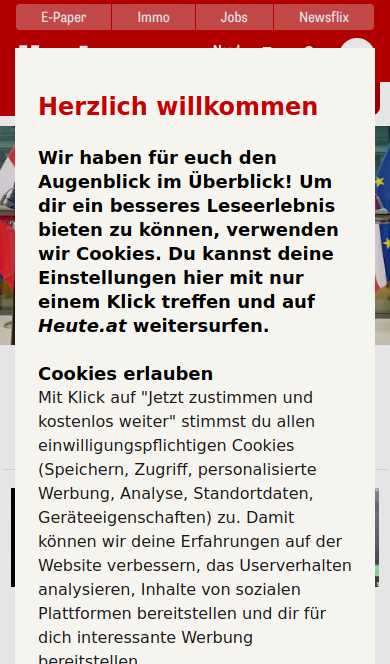 E-Paper
Immo
Jobs
Newsflix
Herzlich willkommen
Wir haben für euch den
Augenblick im Überblick! Um
dir ein besseres Leseerlebnis
bieten zu können, verwenden
wir Cookies. Du kannst deine
Einstellungen hier mit nur
einem Klick treffen und auf
Heute.at weitersurfen.
Cookies erlauben
Mit Klick auf "Jetzt zustimmen und
kostenlos weiter" stimmst du allen
einwilligungspflichtigen Cookies
(Speichern, Zugriff, personalisierte
Werbung, Analyse, Standortdaten,
Geräteeigenschaften) zu. Damit
können wir deine Erfahrungen auf der
Website verbessern, das Userverhalten
analysieren, Inhalte von sozialen
Plattformen bereitstellen und dir für
dich interessante Werbung
bereitstellen